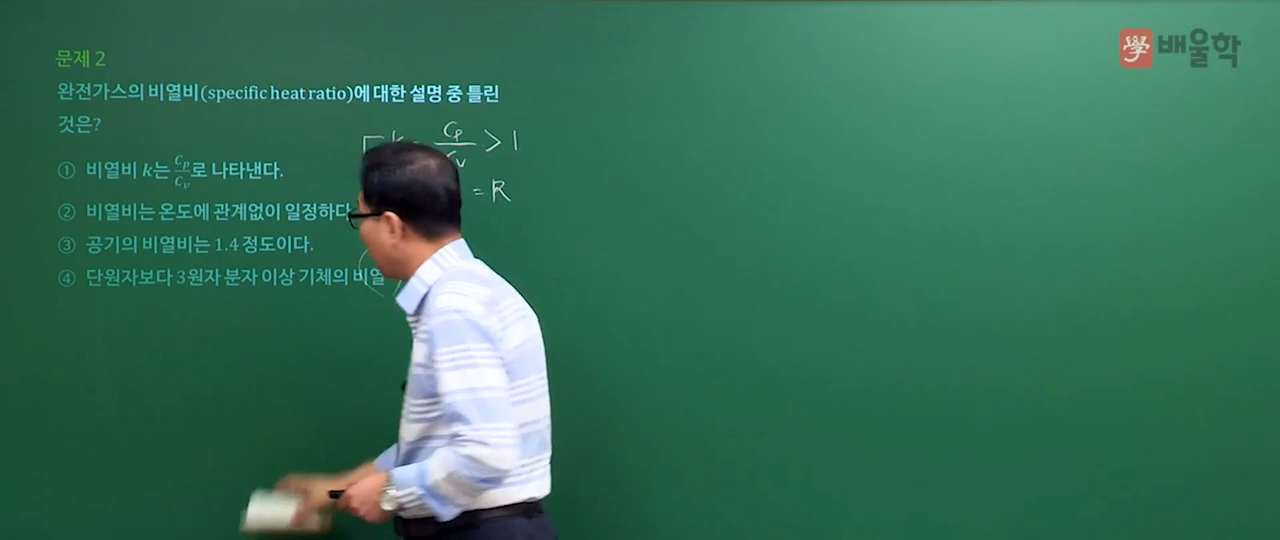 學 배울학
문제 2
완전가스의 비열비(specific heat ratio)에 대한 설명 중 틀린
것은?
① 비열비 k는 C_p/C_v로 나타낸다.
② 비열비는 온도에 관계없이 일정하다
③ 공기의 비열비는 1.4 정도이다.
④ 단원자보다 3원자 분자 이상 기체의 비열
C_p/C_v > 1
= R